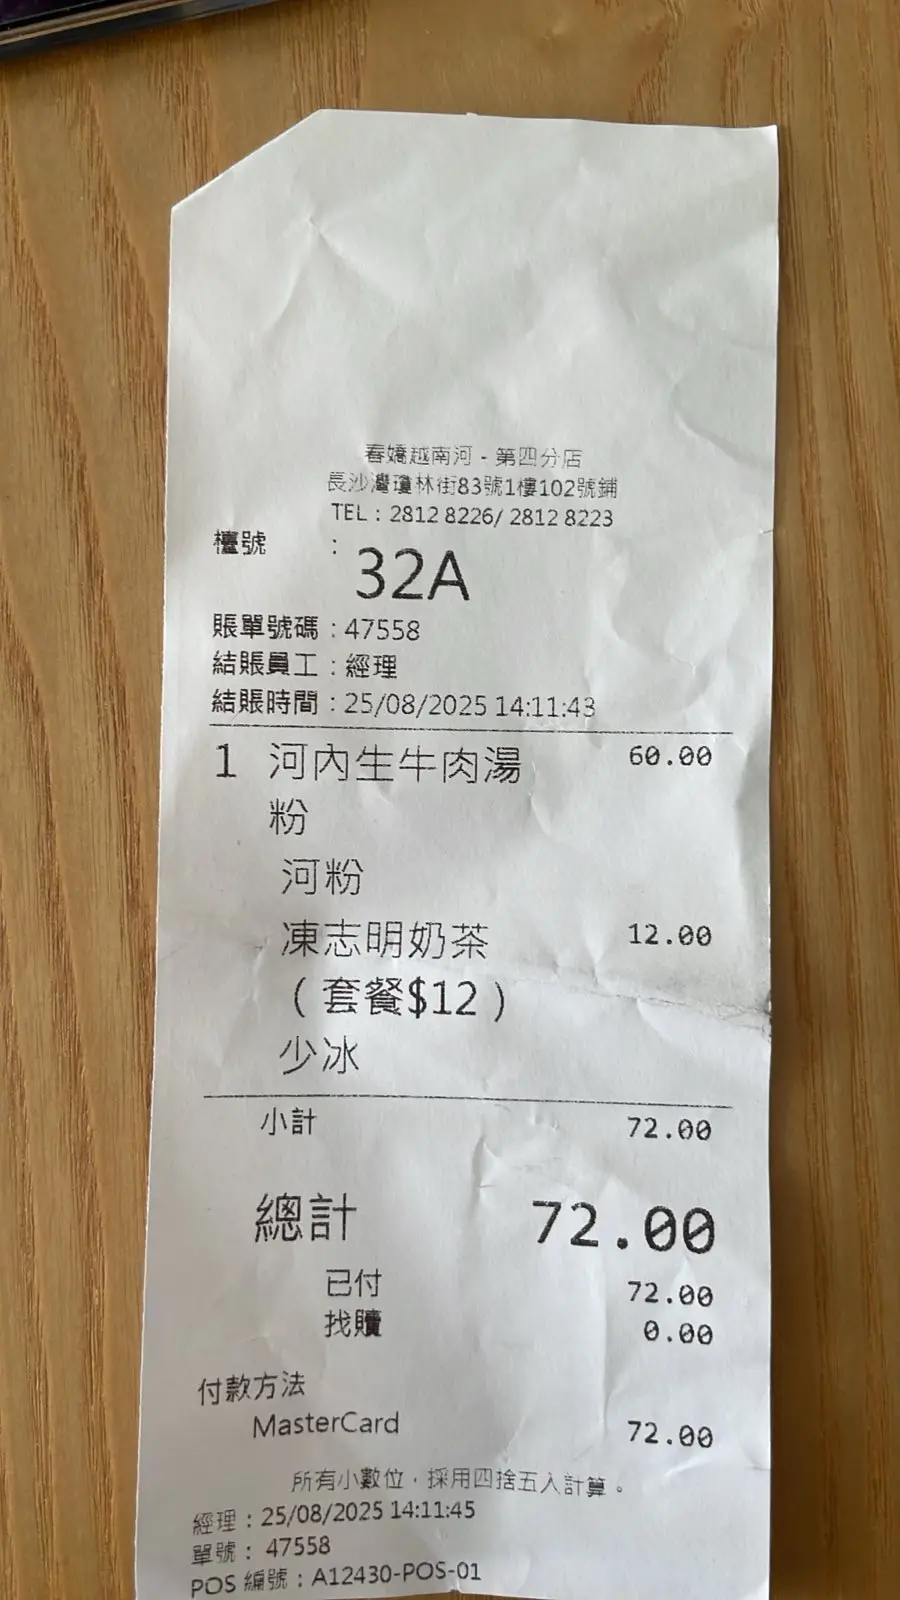 春嬌越南河 - 第四分店
長沙灣瓊林街83號1樓102號鋪
TEL : 2812 8226/ 2812 8223
檯號 :
32A
賬單號碼 : 47558
結賬員工 : 經理
結賬時間 : 25/08/2025 14:11:43
1 河內生牛肉湯 60.00
粉
河粉
凍志明奶茶 12.00
( 套餐$12 )
少冰
小計 72.00
總計 72.00
已付 72.00
找贖 0.00
付款方法
MasterCard 72.00
所有小數位，採用四捨五入計算。
經理 : 25/08/2025 14:11:45
單號 : 47558
POS 編號 : A12430-POS-01